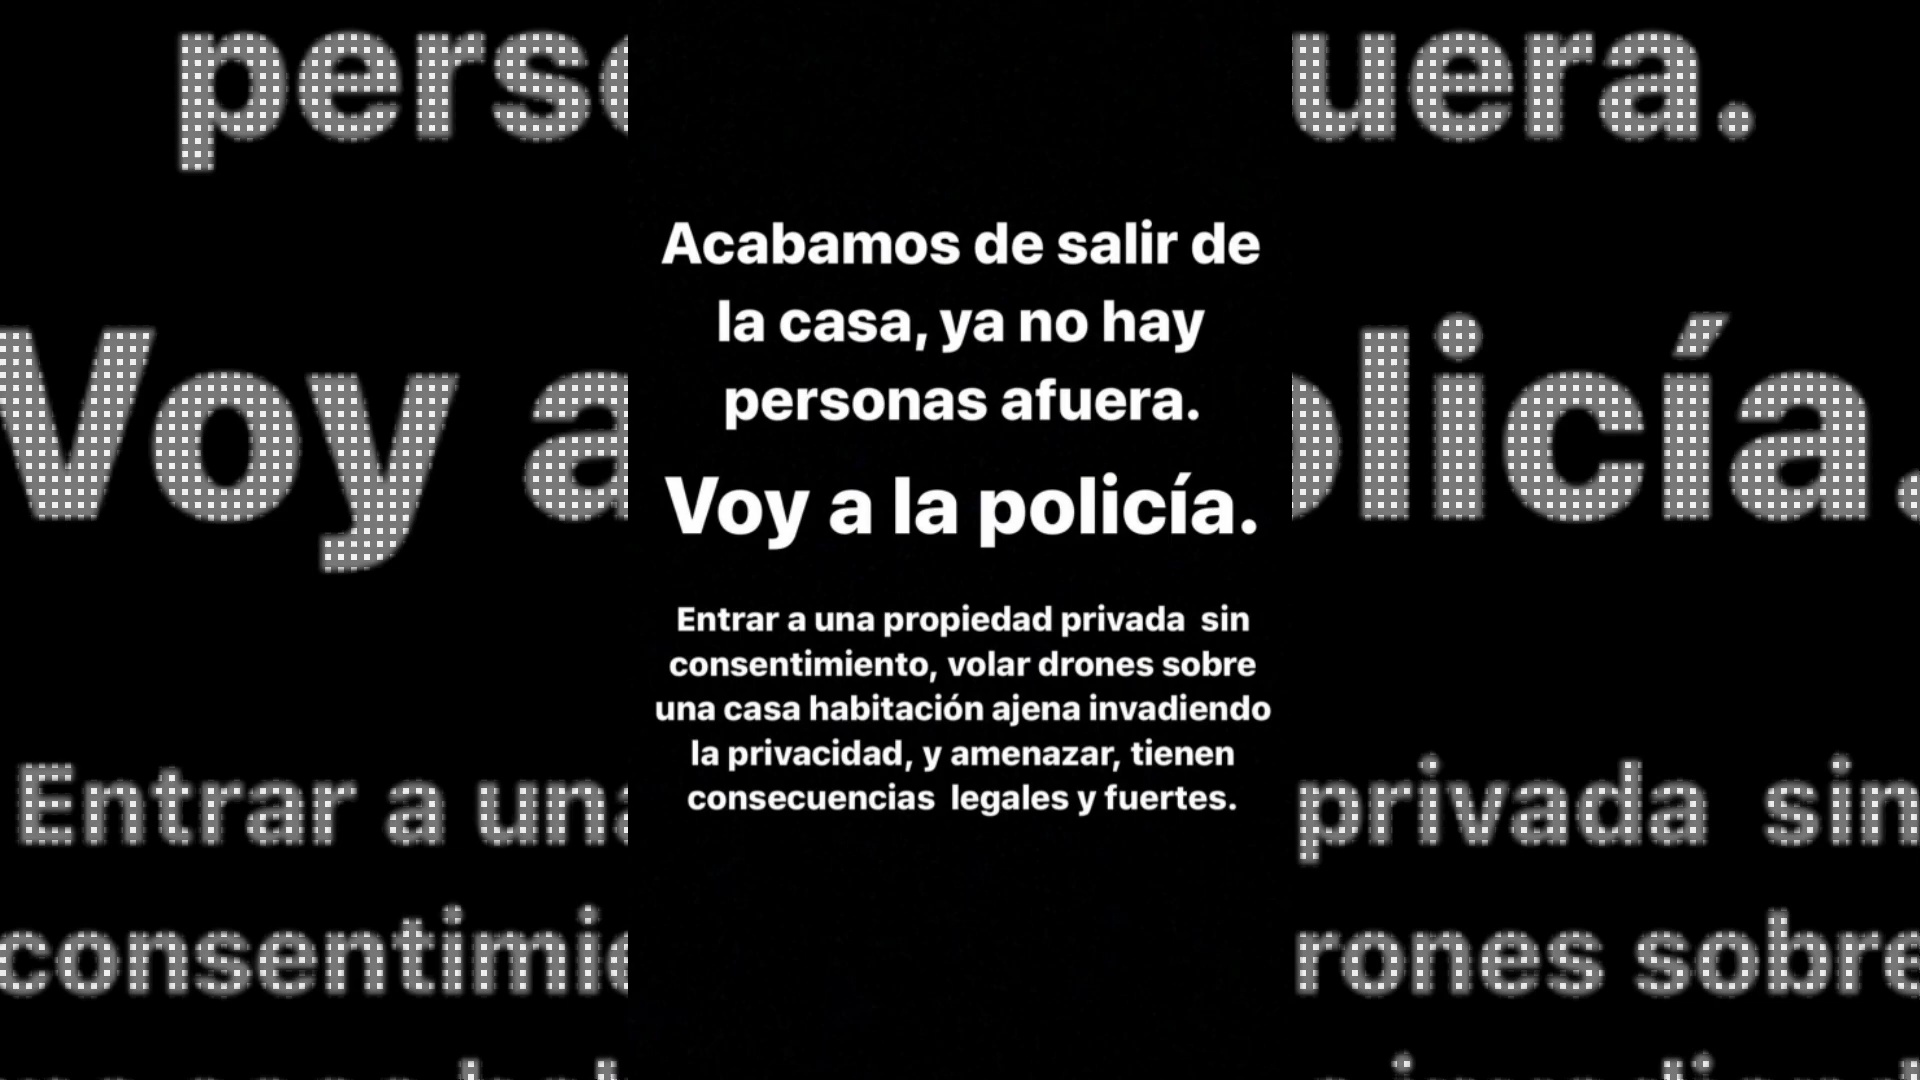 perso
uera.
Acabamos de salir de
la casa, ya no hay
personas afuera.
Voy a
olicía.
Voy a la policía.
Entrar a una propiedad privada  sin
consentimiento, volar drones sobre
una casa habitación ajena invadiendo
la privacidad, y amenazar, tienen
consecuencias  legales y fuertes.
Entrar a una
privada  sin
consentimie
rones sobre